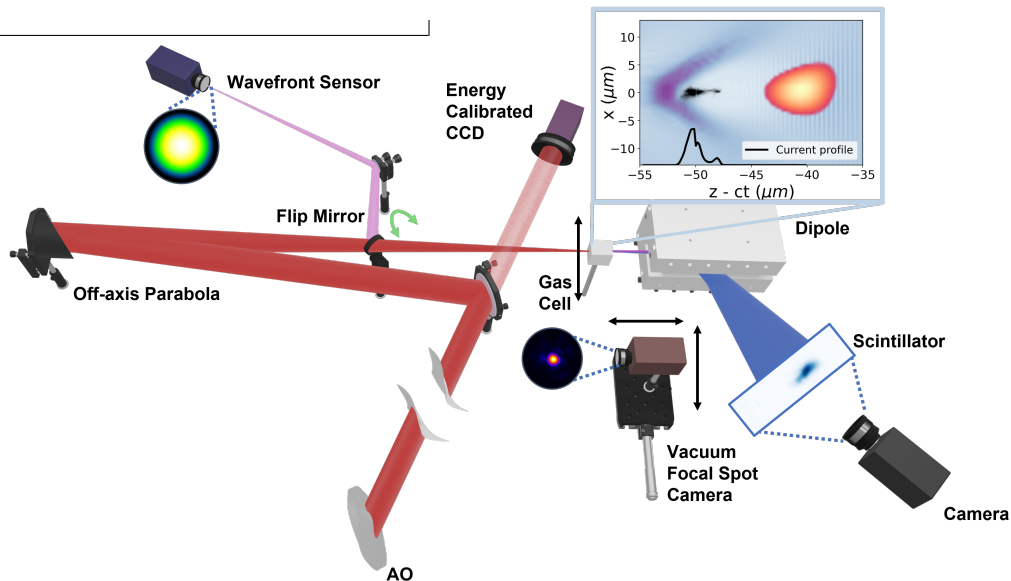 Wavefront Sensor
Energy
Calibrated
CCD
Flip Mirror
Off-axis Parabola
Gas
Cell
Dipole
Scintillator
Vacuum
Focal Spot
Camera
Camera
AO
x (μm)
10
5
0
−5
−10
Current profile
−55
−50
−45
−40
−35
z - ct (μm)